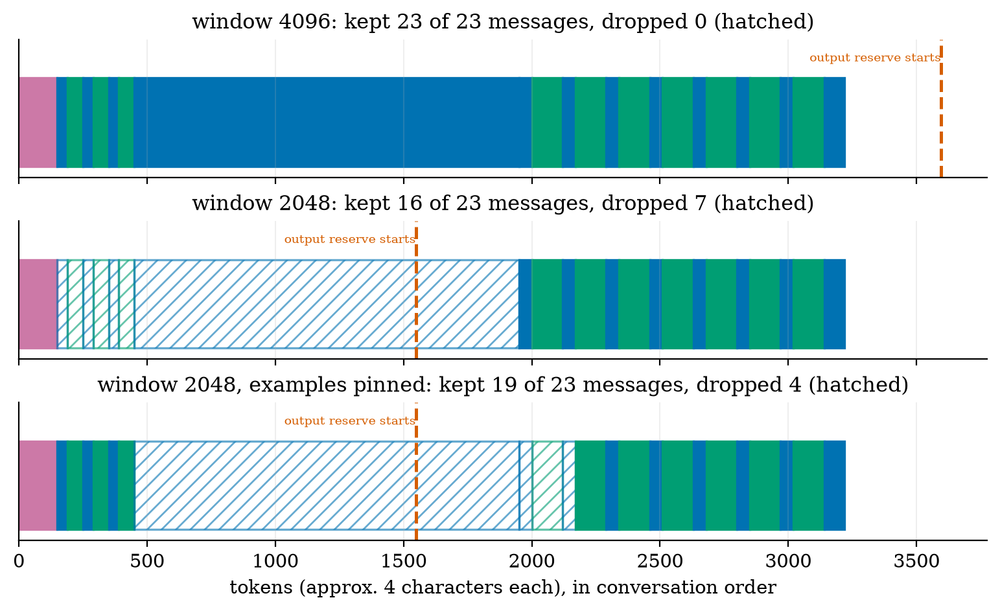 window 4096: kept 23 of 23 messages, dropped 0 (hatched)
output reserve starts
window 2048: kept 16 of 23 messages, dropped 7 (hatched)
output reserve starts
window 2048, examples pinned: kept 19 of 23 messages, dropped 4 (hatched)
output reserve starts
0 500 1000 1500 2000 2500 3000 3500
tokens (approx. 4 characters each), in conversation order